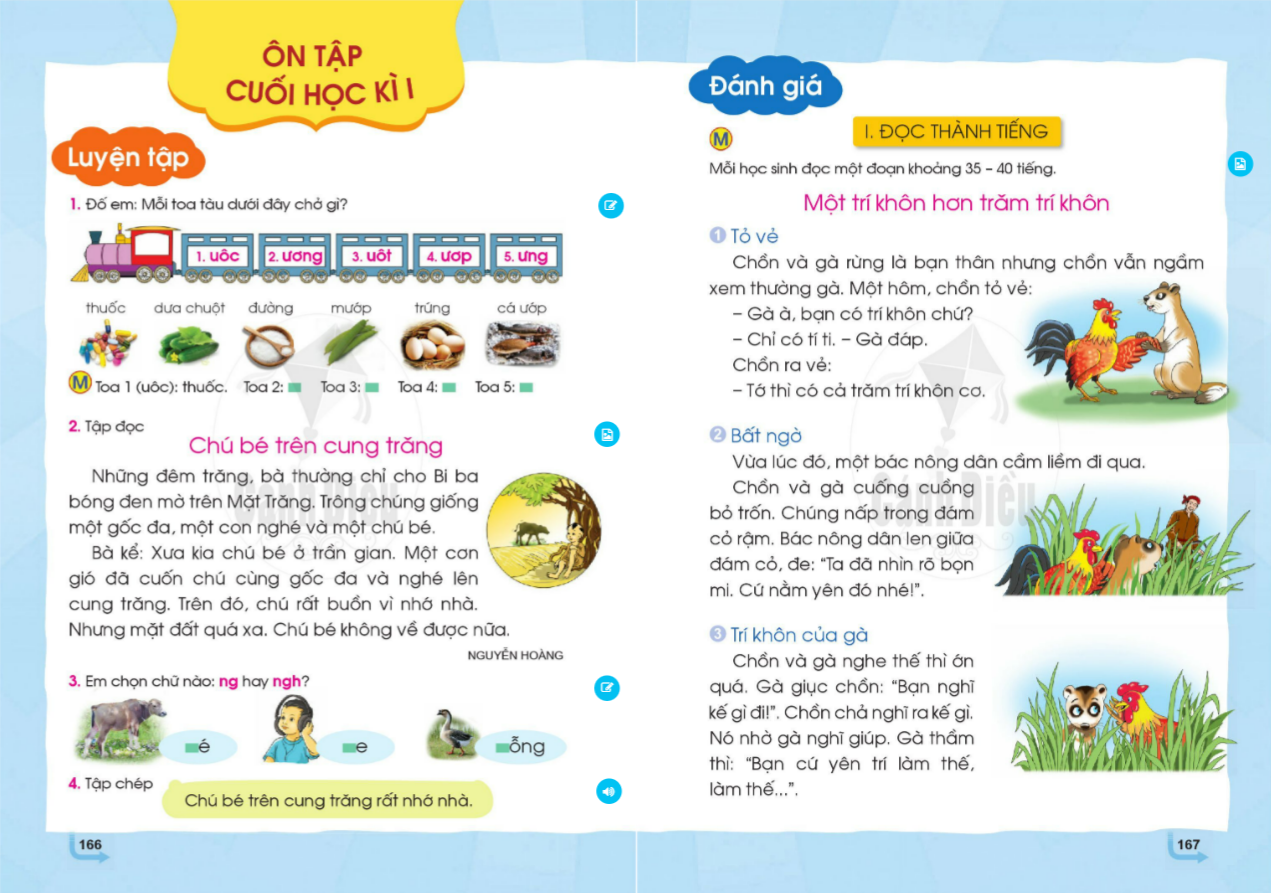 ÔN TẬP
CUỐI HỌC KÌ I
Luyện tập
1. Đố em: Mỗi toa tàu dưới đây chở gì?
1. uôc 2. ương 3. uôt 4. ươp 5. ưng
thuốc dưa chuột đường mướp trứng cá ướp
M Toa 1 (uôc): thuốc. Toa 2: Toa 3: Toa 4: Toa 5:
2. Tập đọc
Chú bé trên cung trăng
Những đêm trăng, bà thường chỉ cho Bi ba
bóng đen mờ trên Mặt Trăng. Trông chúng giống
một gốc đa, một con nghé và một chú bé.
Bà kể: Xưa kia chú bé ở trần gian. Một cơn
gió đã cuốn chú cùng gốc đa và nghé lên
cung trăng. Trên đó, chú rất buồn vì nhớ nhà.
Nhưng mặt đất quá xa. Chú bé không về được nữa.
NGUYỄN HOÀNG
3. Em chọn chữ nào: ng hay ngh?
é e ỗng
4. Tập chép
Chú bé trên cung trăng rất nhớ nhà.
166
Đánh giá
M
I. ĐỌC THÀNH TIẾNG
Mỗi học sinh đọc một đoạn khoảng 35 – 40 tiếng.
Một trí khôn hơn trăm trí khôn
1 Tỏ vẻ
Chồn và gà rừng là bạn thân nhưng chồn vẫn ngầm
xem thường gà. Một hôm, chồn tỏ vẻ:
– Gà à, bạn có trí khôn chứ?
– Chỉ có tí ti. – Gà đáp.
Chồn ra vẻ:
– Tớ thì có cả trăm trí khôn cơ.
2 Bất ngờ
Vừa lúc đó, một bác nông dân cầm liềm đi qua.
Chồn và gà cuống cuồng
bỏ trốn. Chúng nấp trong đám
cỏ rậm. Bác nông dân len giữa
đám cỏ, đe: “Ta đã nhìn rõ bọn
mi. Cứ nằm yên đó nhé!”.
3 Trí khôn của gà
Chồn và gà nghe thế thì ớn
quá. Gà giục chồn: “Bạn nghĩ
kế gì đi!”. Chồn chả nghĩ ra kế gì.
Nó nhờ gà nghĩ giúp. Gà thầm
thì: “Bạn cứ yên trí làm thế,
làm thế...”.
167
Cánh Diều
Cánh Diều